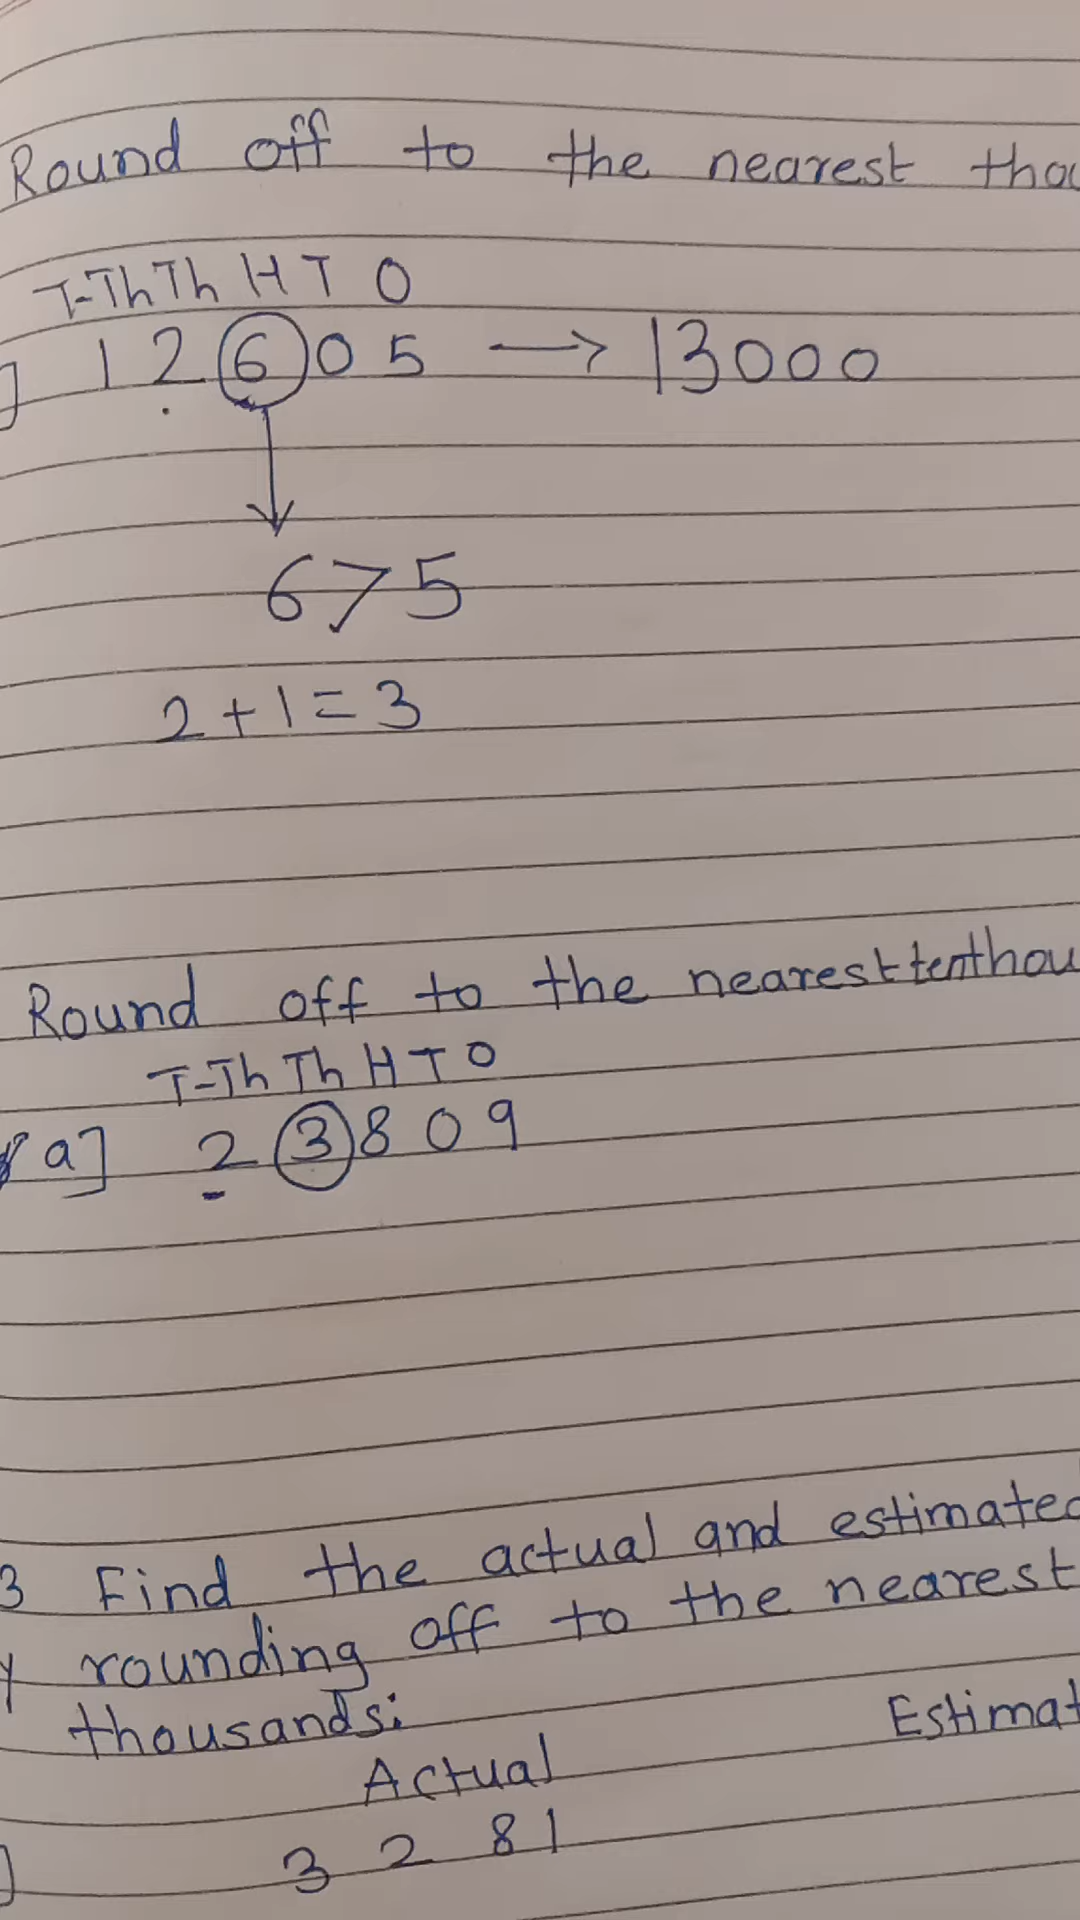 Round off to the nearest thou
T-Th Th H T O
] 1 2 6 0 5 → 13000
6 > 5
2 + 1 = 3
Round off to the nearest tenthou
T-Th Th H T O
[a] 2 3 8 0 9
3 Find the actual and estimated
y rounding off to the nearest
thousands:
Actual Estimat
] 3 2 8 1